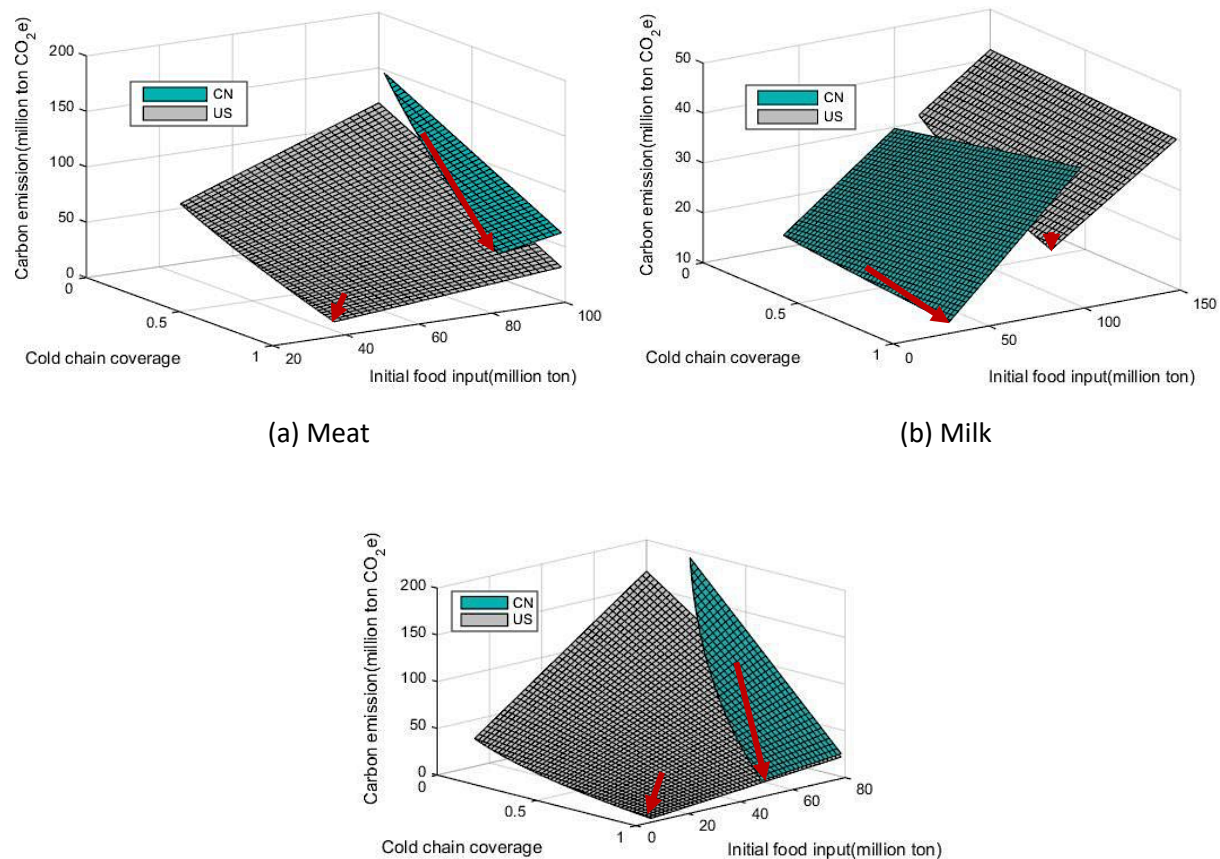 Carbon emission(million ton CO2e)
200
150
100
50
0
CN
US
0
0.5
1
Cold chain coverage
20
40
60
80
100
Initial food input(million ton)
(a) Meat
Carbon emission(million ton CO2e)
50
40
30
20
10
CN
US
0
0.5
1
Cold chain coverage
0
50
100
150
Initial food input(million ton)
(b) Milk
Carbon emission(million ton CO2e)
200
150
100
50
0
CN
US
0
0.5
1
Cold chain coverage
0
20
40
60
80
Initial food input(million ton)